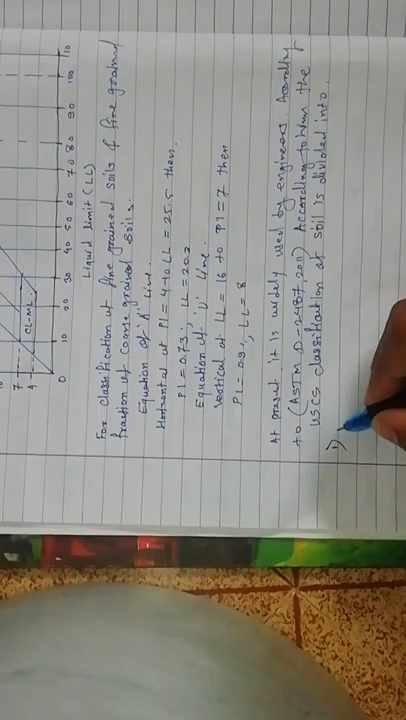 7
4
CL-ML
0 10 20 30 40 50 60 70 80 90 100 110
Liquid limit (LL)
For Classification of fine grained soils & fine grained
fraction of coarse grained soils.
Equation of 'A' Line.
Horizontal at PI = 4 to LL = 25.5 then.
PI = 0.73, LL = 20.
Equation of 'U' Line.
Vertical at LL = 16 to PI = 7 then
PI = 0.9, LL = 8
At present it is widely used by engineers. According
to (ASTM D-2487, 2011) According to When the
USCS classification of soil is divided into.
1)